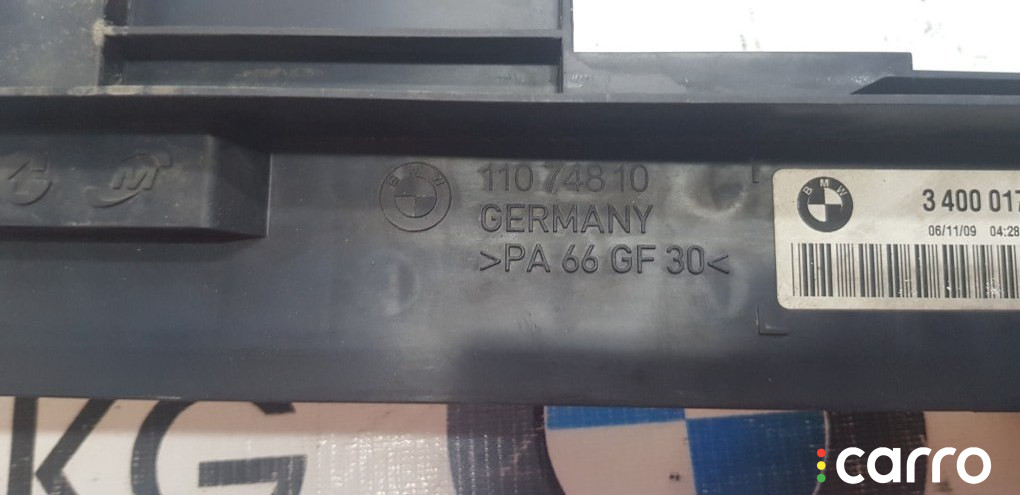 BMW
110 748 10
GERMANY
>PA 66 GF 30<
BMW
3 400 017
06/11/09 04:28
KG
carro